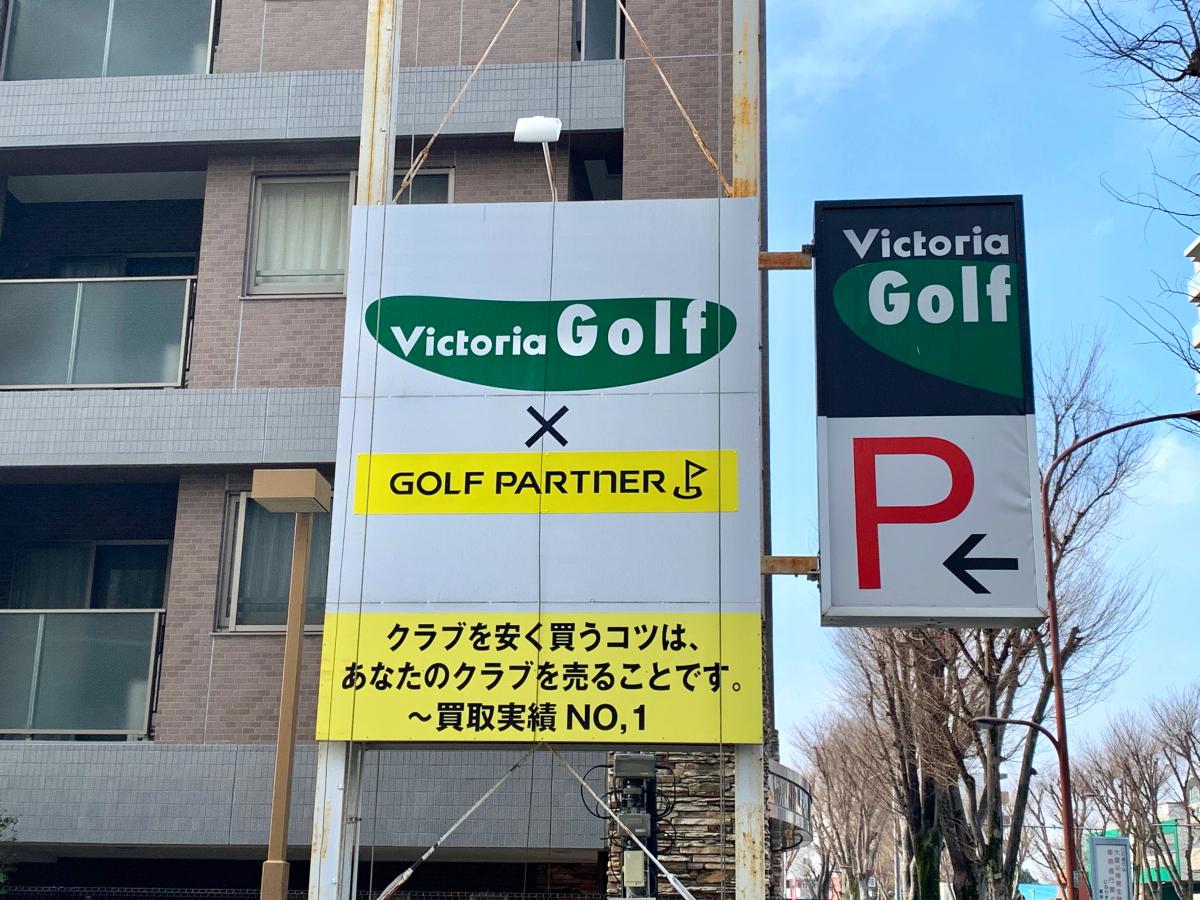 Victoria Golf
×
GOLF PARTNER
クラブを安く買うコツは、
あなたのクラブを売ることです。
～買取実績 NO,1
Victoria
Golf
P
←